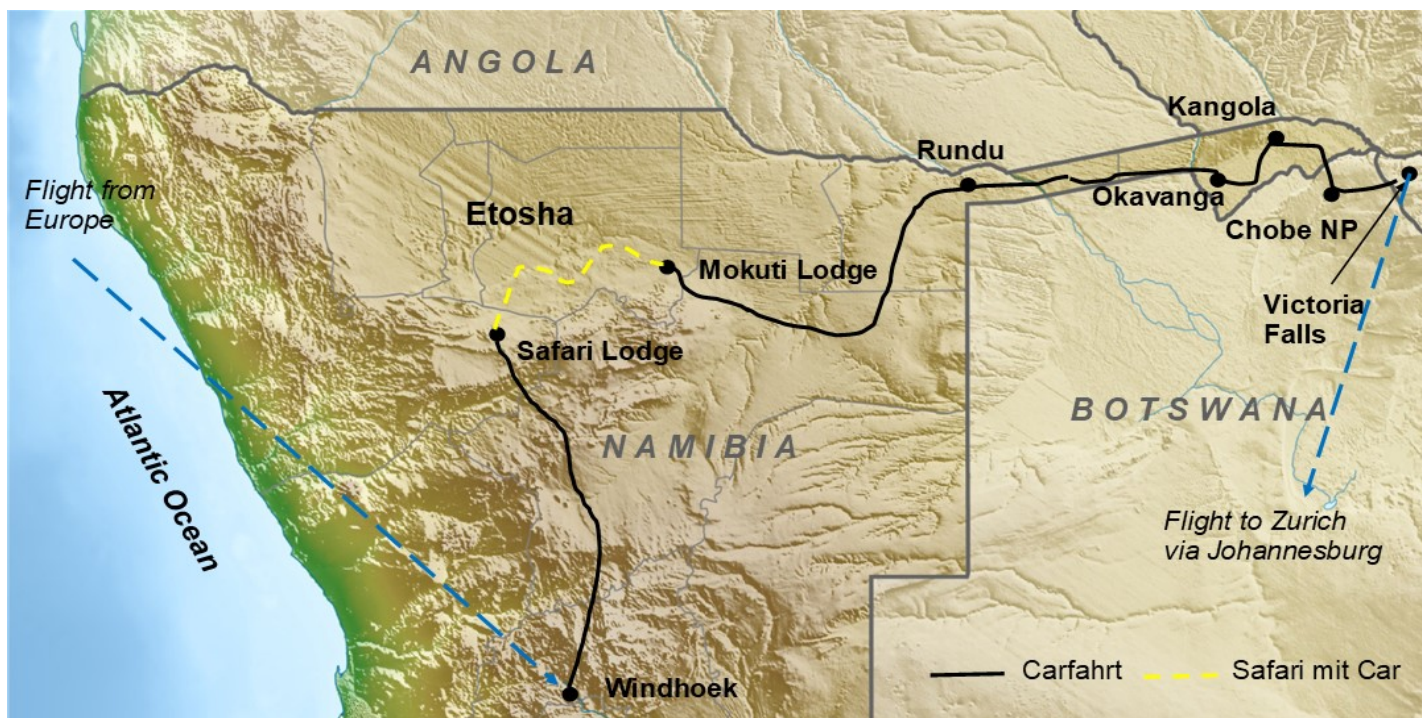 ANGOLA
Kangola
Rundu
Flight from
Europe
Etosha
Okavanga
Chobe NP
Mokuti Lodge
Victoria
Falls
Safari Lodge
Atlantic Ocean
BOTSWANA
NAMIBIA
Flight to Zurich
via Johannesburg
Carfahrt
Safari mit Car
Windhoek